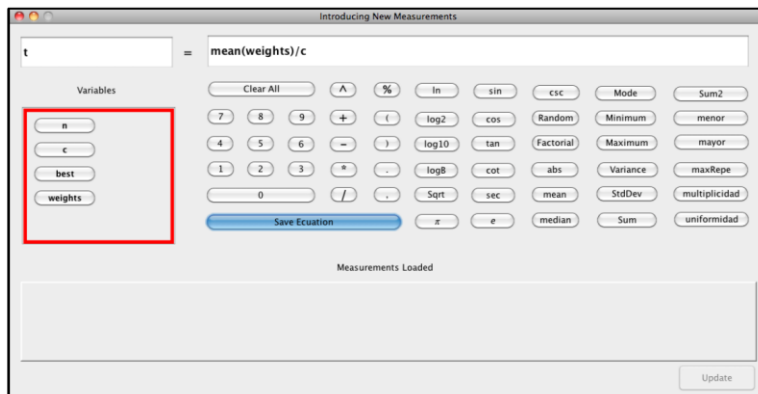 Introducing New Measurements
t = mean(weights)/c
Variables
Clear All ^ % ln sin csc Mode Sum2
n 7 8 9 + ( log2 cos Random Minimum menor
c 4 5 6 - ) log10 tan Factorial Maximum mayor
best 1 2 3 * . log8 cot abs Variance maxRepe
weights 0 / , Sqrt sec mean StdDev multiplicidad
Save Ecuation π e median Sum uniformidad
Measurements Loaded
Update